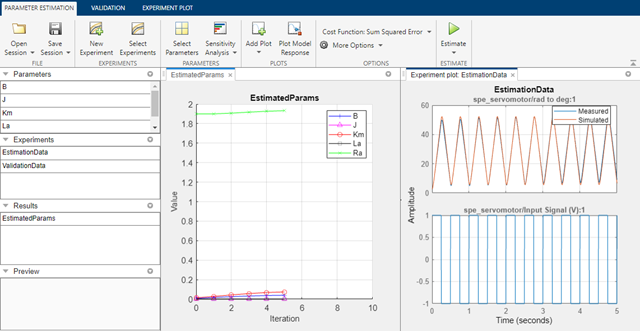 PARAMETER ESTIMATION VALIDATION EXPERIMENT PLOT
Open Session Save Session New Experiment Select Experiments Select Parameters Sensitivity Analysis Add Plot Plot Model Response Cost Function: Sum Squared Error Estimate
More Options
FILE EXPERIMENTS PARAMETERS PLOTS OPTIONS ESTIMATE
Parameters
B
J
Km
La
Experiments
EstimationData
ValidationData
Results
EstimatedParams
Preview
EstimatedParams ×
EstimatedParams
B
J
Km
La
Ra
2
1.8
1.6
1.4
1.2
1
0.8
0.6
0.4
0.2
0
Value
0 2 4 6 8 10
Iteration
Experiment plot: EstimationData ×
EstimationData
spe_servomotor/rad to deg:1
Measured
Simulated
60
40
20
0
Amplitude
spe_servomotor/Input Signal (V):1
1
0.5
0
-0.5
-1
0 1 2 3 4 5
Time (seconds)